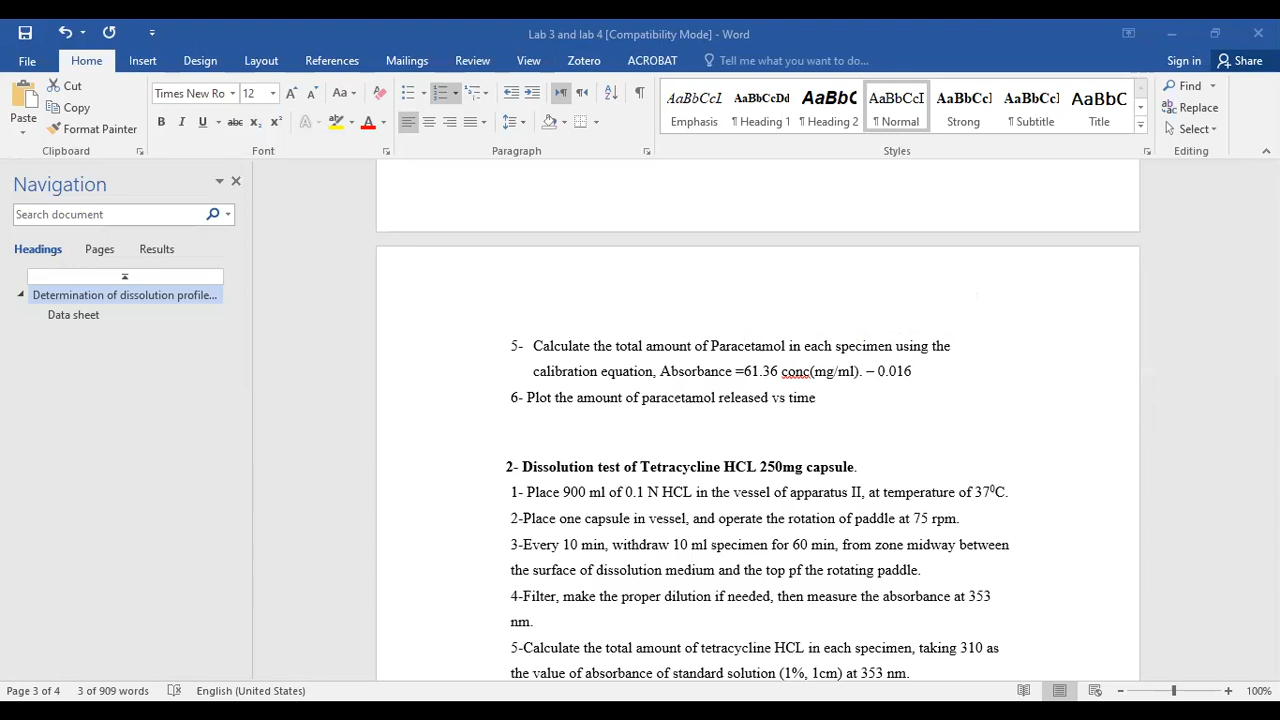 Lab 3 and lab 4 [Compatibility Mode] - Word
File Home Insert Design Layout References Mailings Review View Zotero ACROBAT Tell me what you want to do... Sign in Share
Paste
Cut
Copy
Format Painter
Clipboard
Times New Ro 12 Aa
B I U abc X₂ X² A A
Font
Paragraph
AaBbCcI AaBbCcDd AaBbC AaBbCcI AaBbCcI AaBbCcI AaBbC
Emphasis ¶ Heading 1 ¶ Heading 2 ¶ Normal Strong ¶ Subtitle Title
Styles
Find
Replace
Select
Editing
Navigation
Search document
Headings Pages Results
Determination of dissolution profile...
Data sheet
5- Calculate the total amount of Paracetamol in each specimen using the
calibration equation, Absorbance =61.36 conc(mg/ml). – 0.016
6- Plot the amount of paracetamol released vs time
2- Dissolution test of Tetracycline HCL 250mg capsule.
1- Place 900 ml of 0.1 N HCL in the vessel of apparatus II, at temperature of 37⁰C.
2-Place one capsule in vessel, and operate the rotation of paddle at 75 rpm.
3-Every 10 min, withdraw 10 ml specimen for 60 min, from zone midway between
the surface of dissolution medium and the top pf the rotating paddle.
4-Filter, make the proper dilution if needed, then measure the absorbance at 353
nm.
5-Calculate the total amount of tetracycline HCL in each specimen, taking 310 as
the value of absorbance of standard solution (1%, 1cm) at 353 nm.
Page 3 of 4 3 of 909 words English (United States) 100%